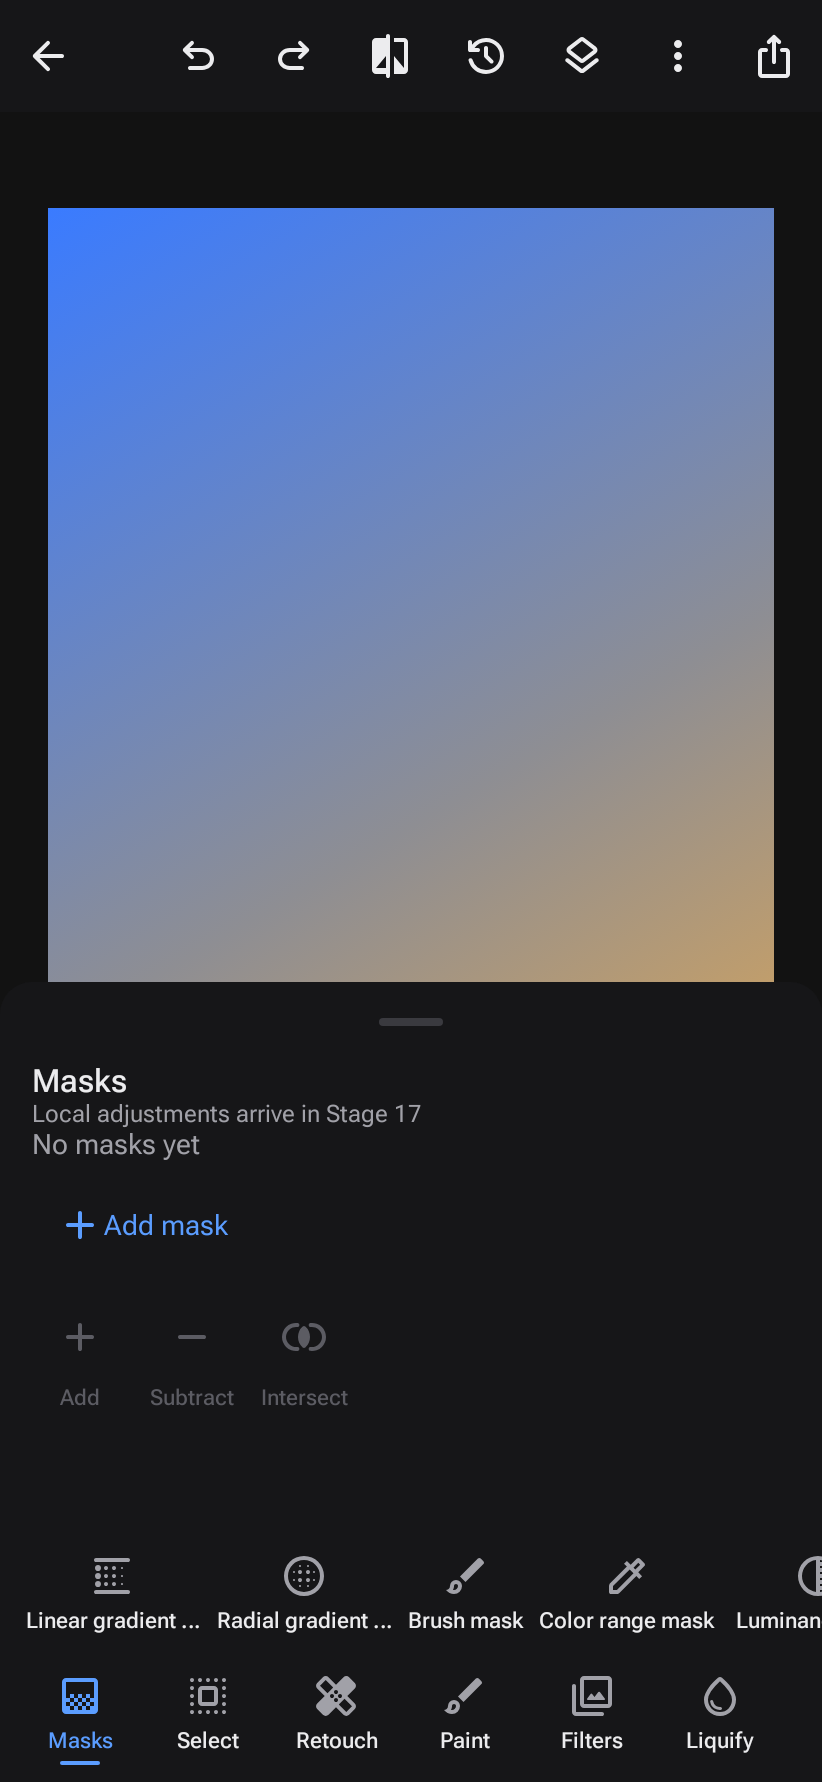 Masks
Local adjustments arrive in Stage 17
No masks yet
Add mask
Add
Subtract
Intersect
Linear gradient ...
Radial gradient ...
Brush mask
Color range mask
Luminan
Masks
Select
Retouch
Paint
Filters
Liquify